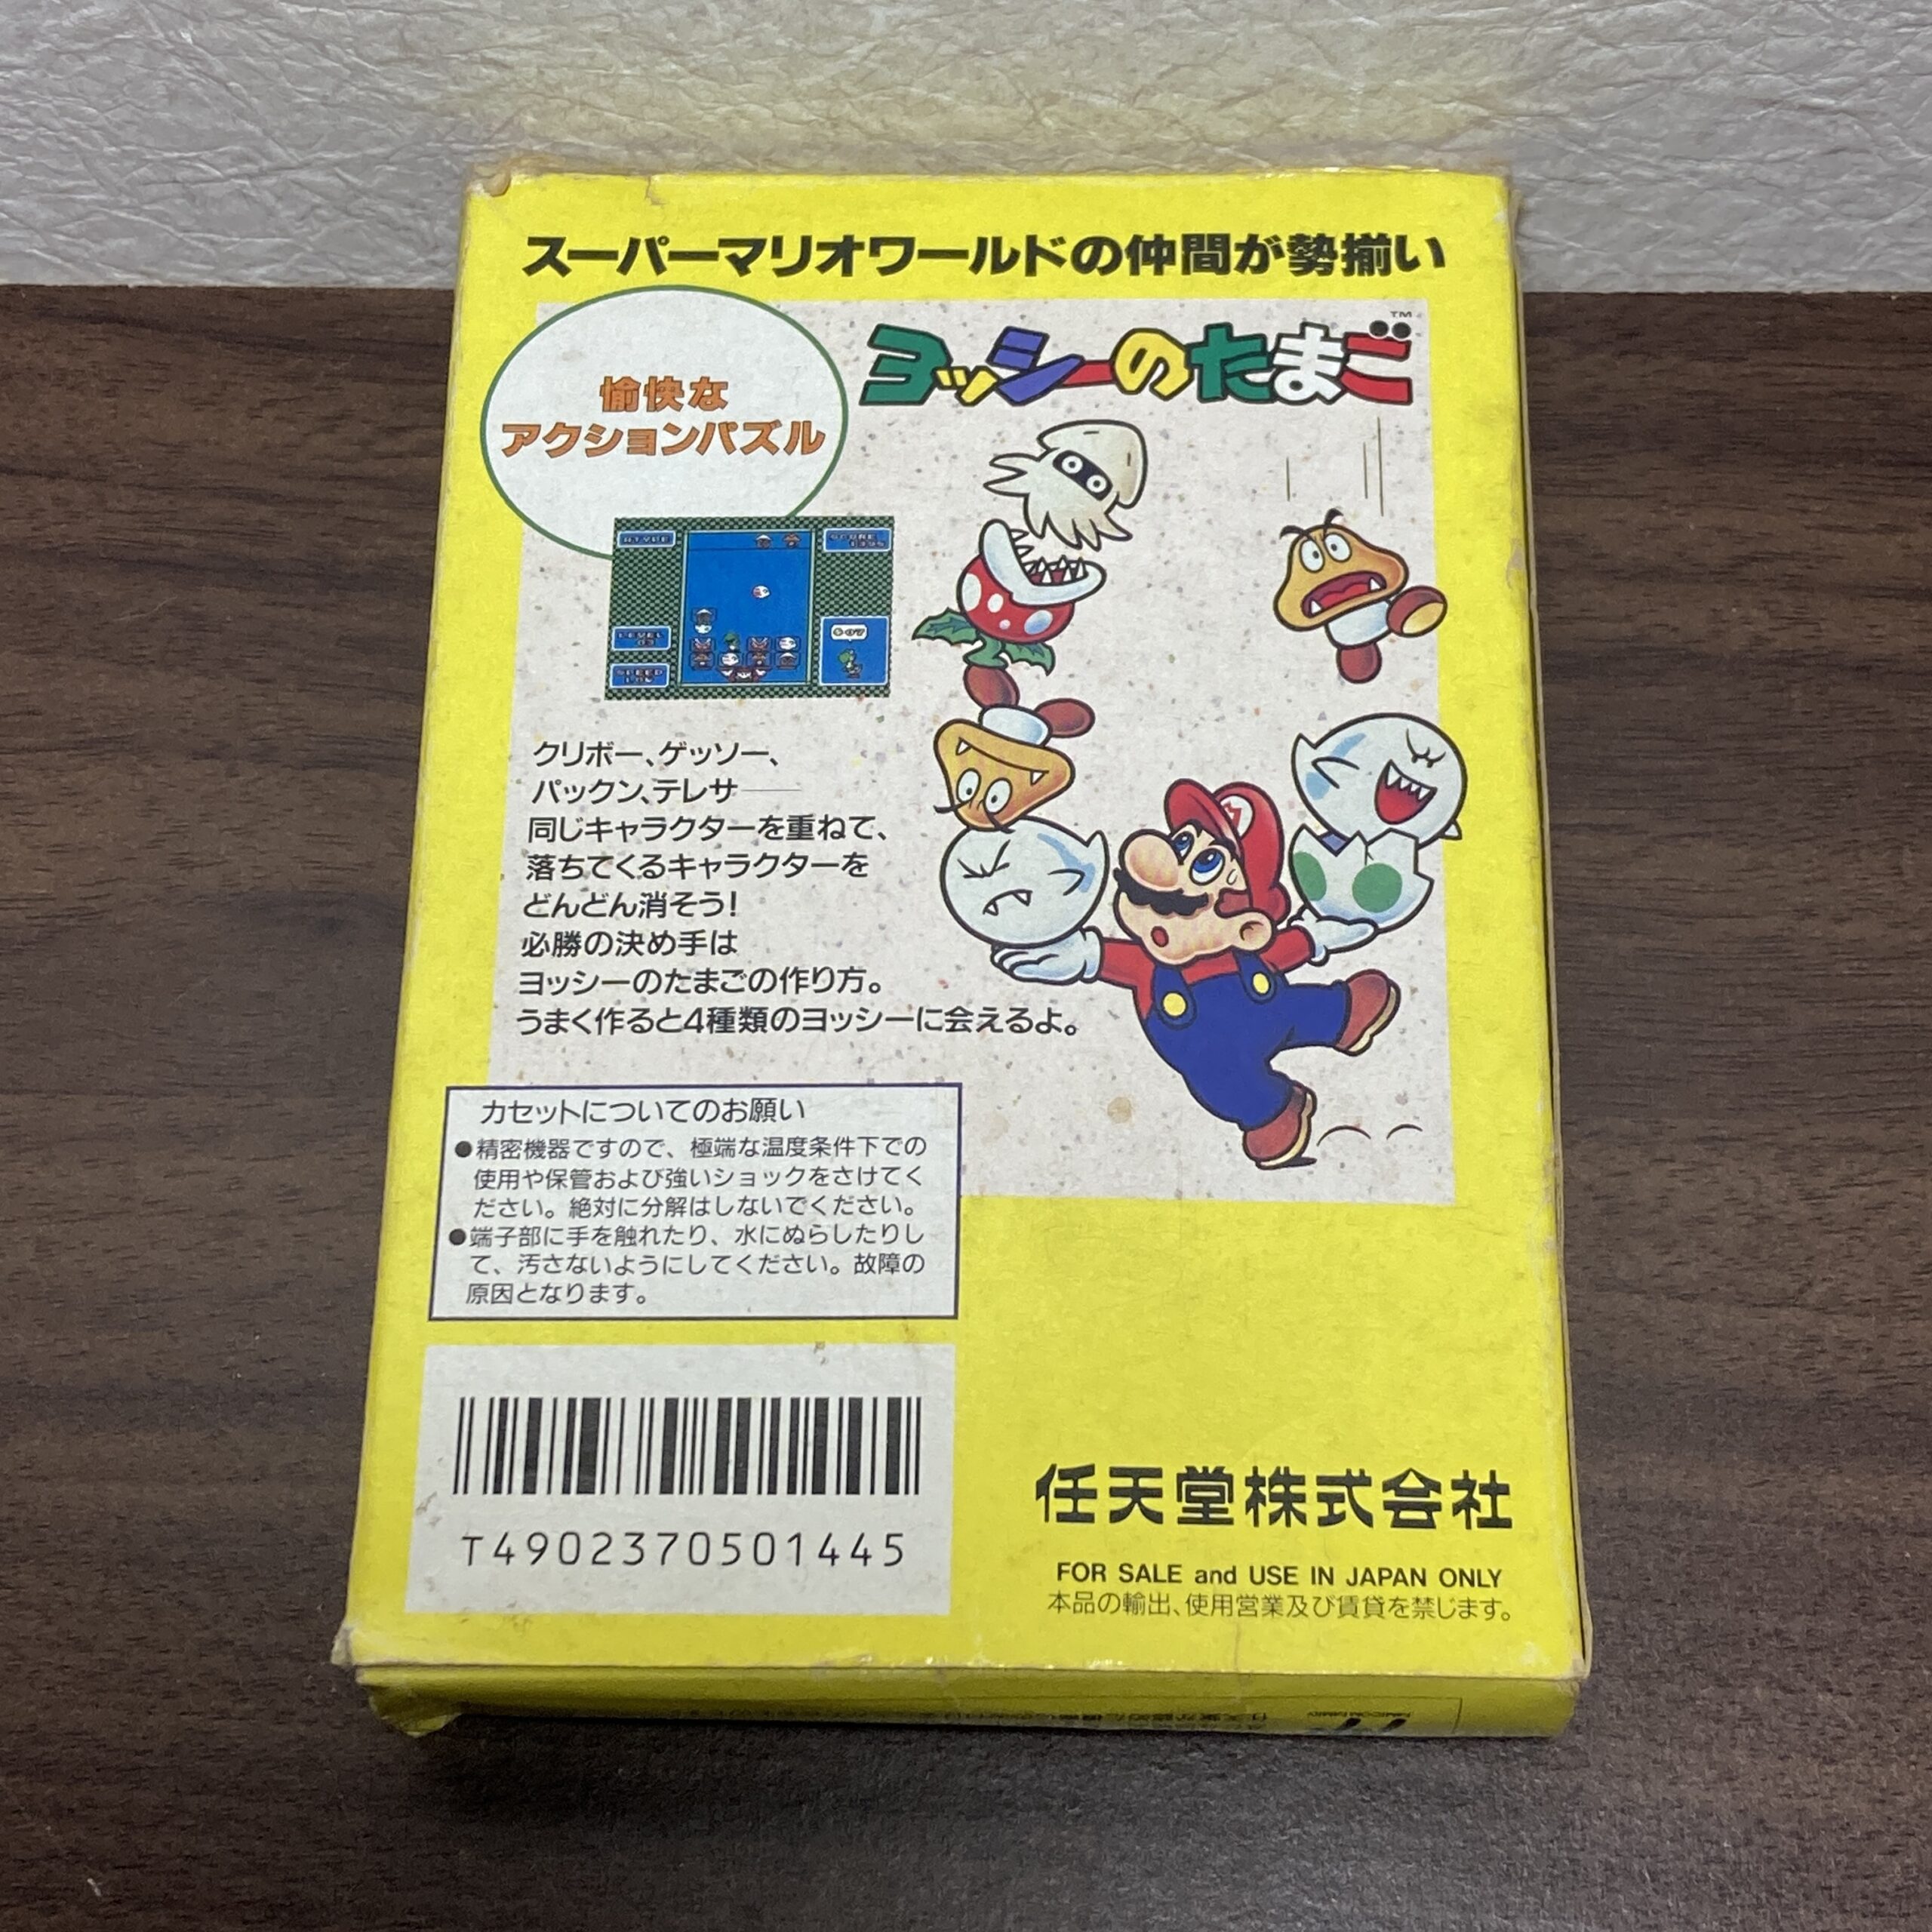 スーパーマリオワールドの仲間が勢揃い
ヨッシーのたまご
TM
愉快な
アクションパズル
A TYPE
SCORE
LEVEL
SPEED
LOW
クリボー、ゲッソー、
パックン、テレサ——
同じキャラクターを重ねて、
落ちてくるキャラクターを
どんどん消そう!
必勝の決め手は
ヨッシーのたまごの作り方。
うまく作ると4種類のヨッシーに会えるよ。
カセットについてのお願い
●精密機器ですので、極端な温度条件下での
使用や保管および強いショックをさけてく
ださい。絶対に分解はしないでください。
●端子部に手を触れたり、水にぬらしたりし
て、汚さないようにしてください。故障の
原因となります。
T4902370501445
任天堂株式会社
FOR SALE and USE IN JAPAN ONLY
本品の輸出、使用営業及び賃貸を禁じます。